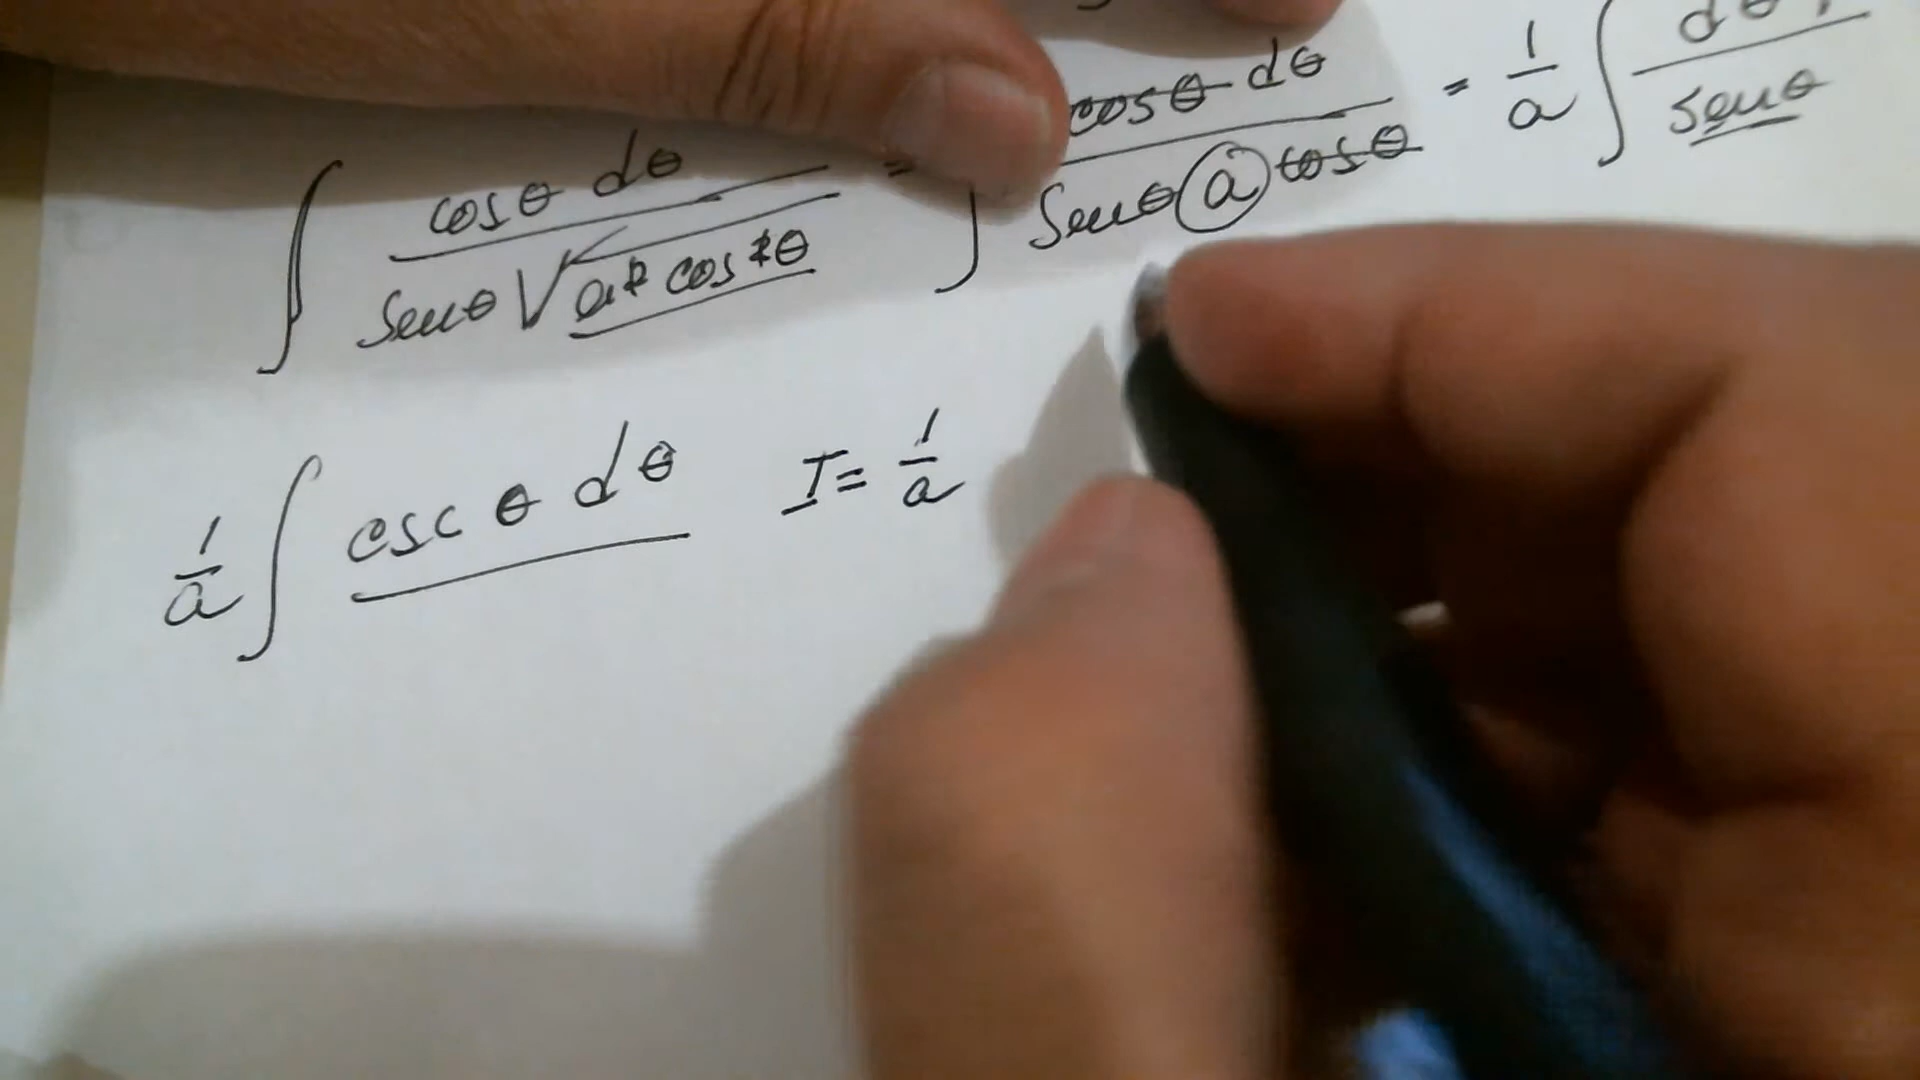 ∫ cosθ dθ / senθ √(a² cos²θ) = ∫ cosθ dθ / senθ a cosθ = 1/a ∫ dθ / senθ
1/a ∫ csc θ dθ I = 1/a